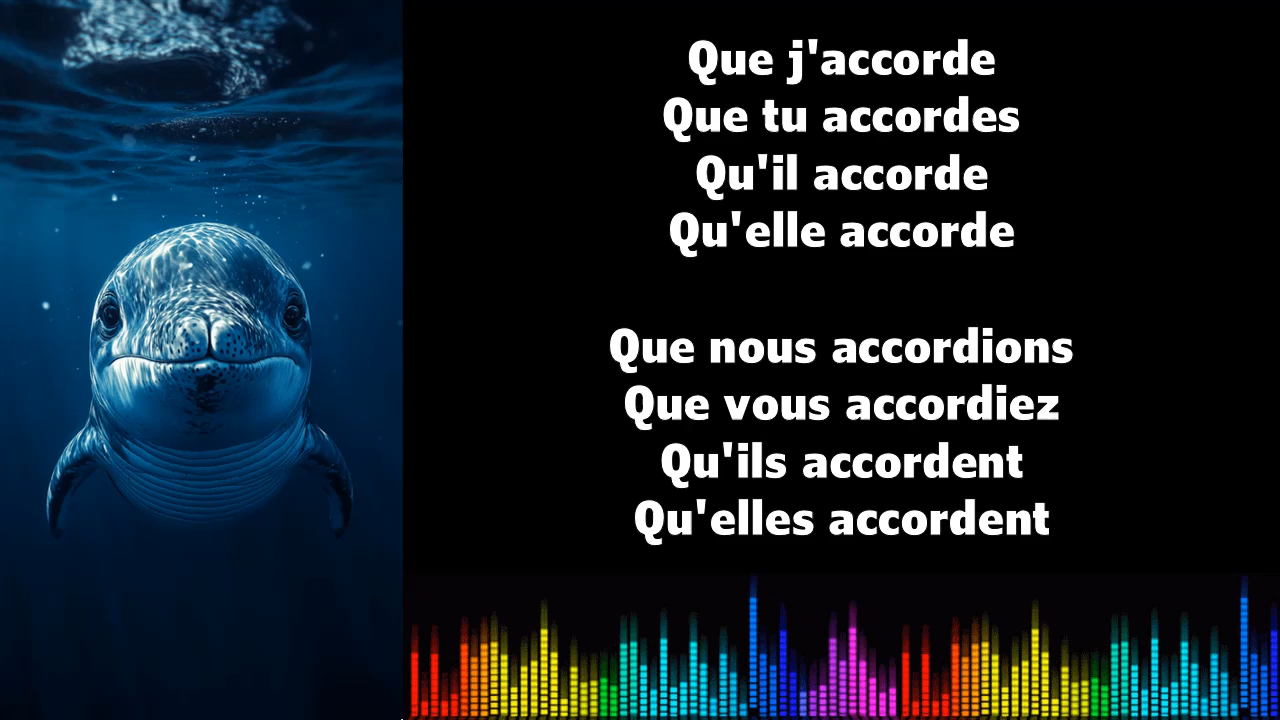 Que j'accorde
Que tu accordes
Qu'il accorde
Qu'elle accorde
Que nous accordions
Que vous accordiez
Qu'ils accordent
Qu'elles accordent